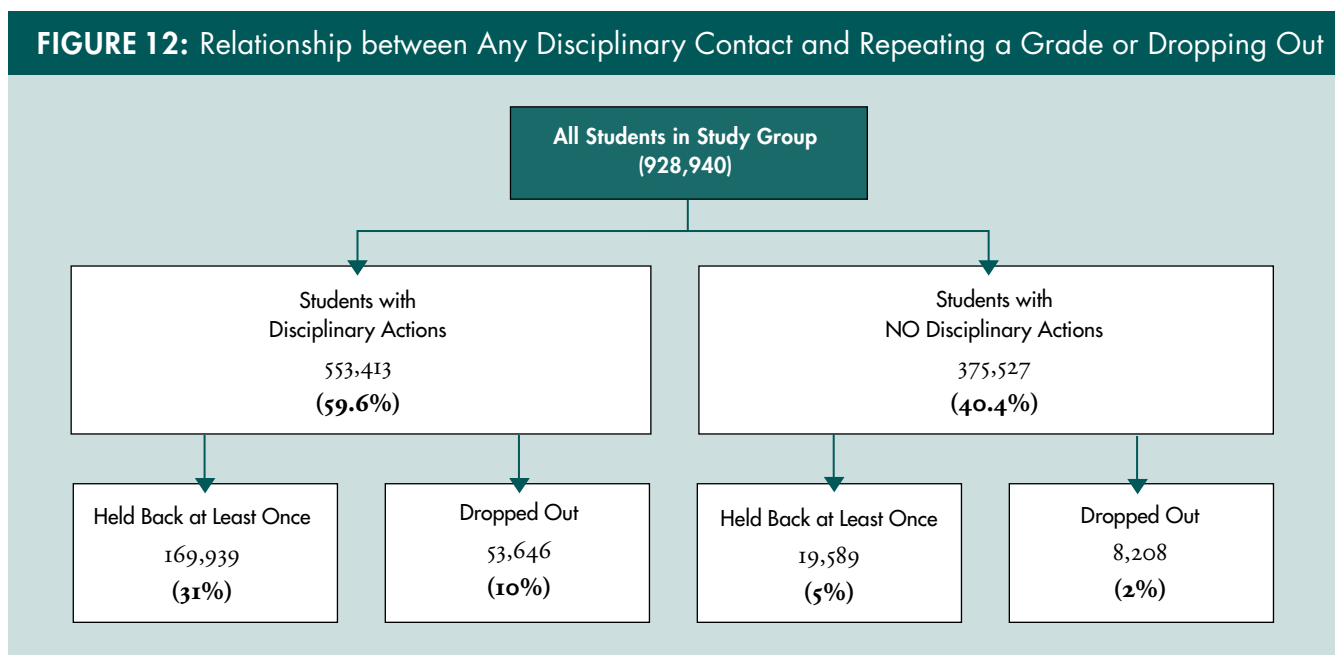 FIGURE 12: Relationship between Any Disciplinary Contact and Repeating a Grade or Dropping Out
All Students in Study Group
(928,940)
Students with
Disciplinary Actions
553,413
(59.6%)
Students with
NO Disciplinary Actions
375,527
(40.4%)
Held Back at Least Once
169,939
(31%)
Dropped Out
53,646
(10%)
Held Back at Least Once
19,589
(5%)
Dropped Out
8,208
(2%)